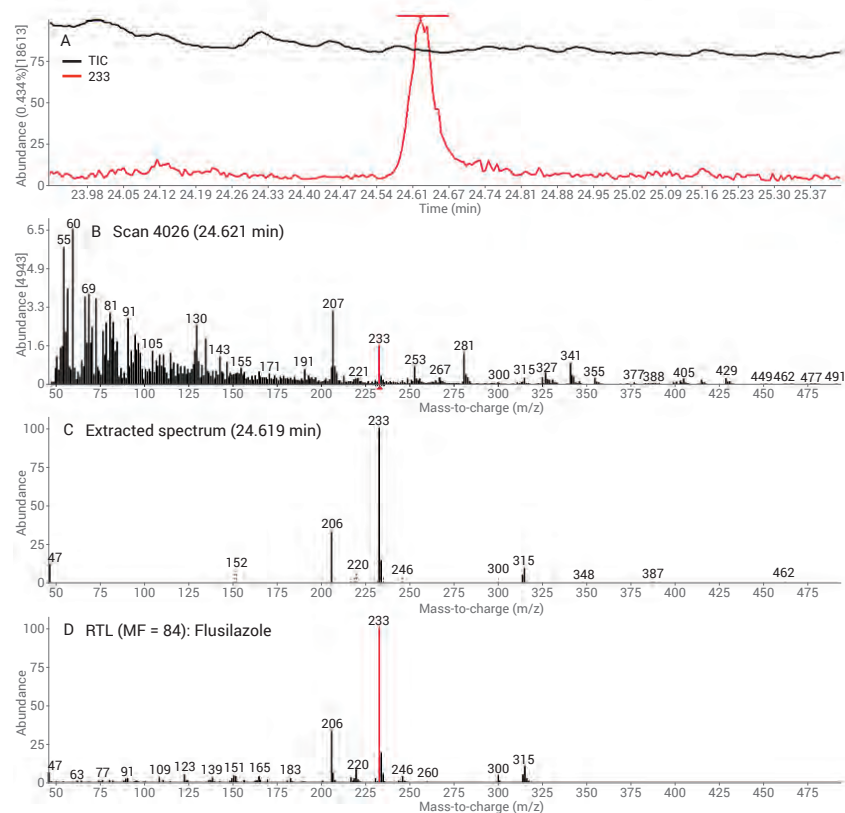 A
TIC
233
Abundance (0.434%)[18613]
75
50
25
0
23.98 24.05 24.12 24.19 24.26 24.33 24.40 24.47 24.54 24.61 24.67 24.74 24.81 24.88 24.95 25.02 25.09 25.16 25.23 25.30 25.37
Time (min)
B Scan 4026 (24.621 min)
Abundance [4943]
6.5
4.9
3.3
1.6
0
55 60 69 81 91 105 130 143 155 171 191 207 221 233 253 267 281 300 315 327 341 355 377 388 405 429 449 462 477 491
50 75 100 125 150 175 200 225 250 275 300 325 350 375 400 425 450 475
Mass-to-charge (m/z)
C Extracted spectrum (24.619 min)
Abundance
100
75
50
25
0
47 152 206 220 233 246 300 315 348 387 462
50 75 100 125 150 175 200 225 250 275 300 325 350 375 400 425 450 475
Mass-to-charge (m/z)
D RTL (MF = 84): Flusilazole
Abundance
100
75
50
25
0
47 63 77 91 109 123 139 151 165 183 206 220 233 246 260 300 315
50 75 100 125 150 175 200 225 250 275 300 325 350 375 400 425 450 475
Mass-to-charge (m/z)